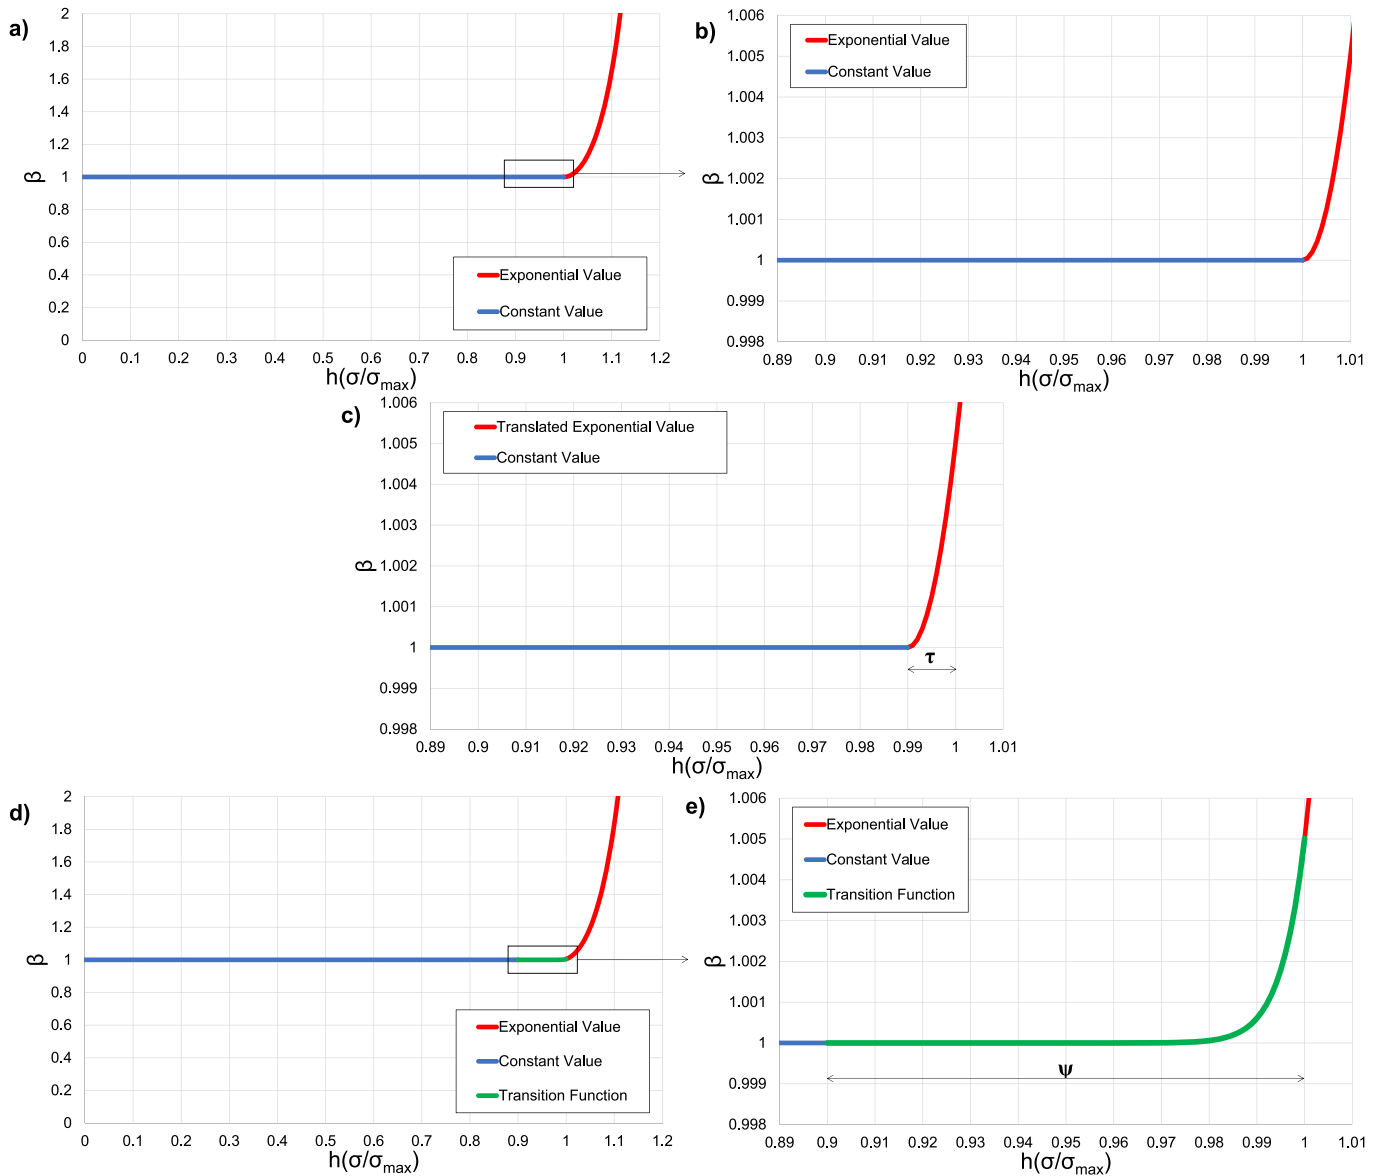 a)
2
1.8
1.6
1.4
1.2
1
0.8
0.6
0.4
0.2
0
β
Exponential Value
Constant Value
0 0.1 0.2 0.3 0.4 0.5 0.6 0.7 0.8 0.9 1 1.1 1.2
h(σ/σmax)
b)
1.006
1.005
1.004
1.003
1.002
1.001
1
0.999
0.998
β
Exponential Value
Constant Value
0.89 0.9 0.91 0.92 0.93 0.94 0.95 0.96 0.97 0.98 0.99 1 1.01
h(σ/σmax)
c)
1.006
1.005
1.004
1.003
1.002
1.001
1
0.999
0.998
β
Translated Exponential Value
Constant Value
τ
0.89 0.9 0.91 0.92 0.93 0.94 0.95 0.96 0.97 0.98 0.99 1 1.01
h(σ/σmax)
d)
2
1.8
1.6
1.4
1.2
1
0.8
0.6
0.4
0.2
0
β
Exponential Value
Constant Value
Transition Function
0 0.1 0.2 0.3 0.4 0.5 0.6 0.7 0.8 0.9 1 1.1 1.2
h(σ/σmax)
e)
1.006
1.005
1.004
1.003
1.002
1.001
1
0.999
0.998
β
Exponential Value
Constant Value
Transition Function
ψ
0.89 0.9 0.91 0.92 0.93 0.94 0.95 0.96 0.97 0.98 0.99 1 1.01
h(σ/σmax)